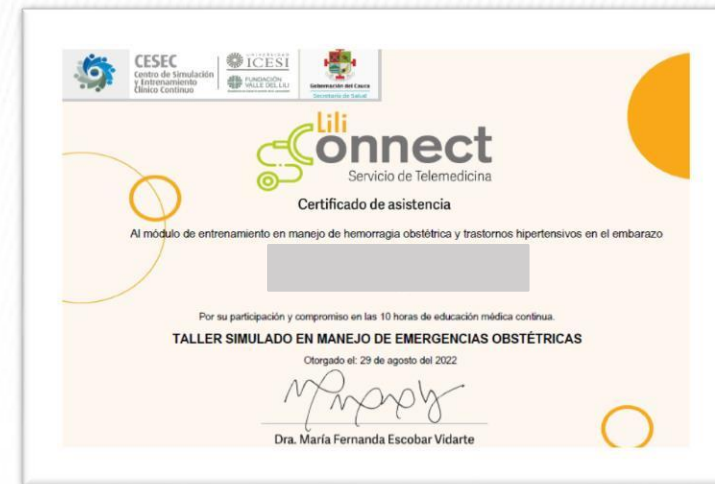 CESEC
Centro de Simulación
y Entrenamiento
Clínico Continuo
UNIVERSIDAD
ICESI
FUNDACIÓN
VALLE DEL LILI
Gobernación del Cauca
Secretaría de Salud
Lili
Connect
Servicio de Telemedicina
Certificado de asistencia
Al módulo de entrenamiento en manejo de hemorragia obstétrica y trastornos hipertensivos en el embarazo
Por su participación y compromiso en las 10 horas de educación médica continua.
TALLER SIMULADO EN MANEJO DE EMERGENCIAS OBSTÉTRICAS
Otorgado el: 29 de agosto del 2022
Dra. María Fernanda Escobar Vidarte